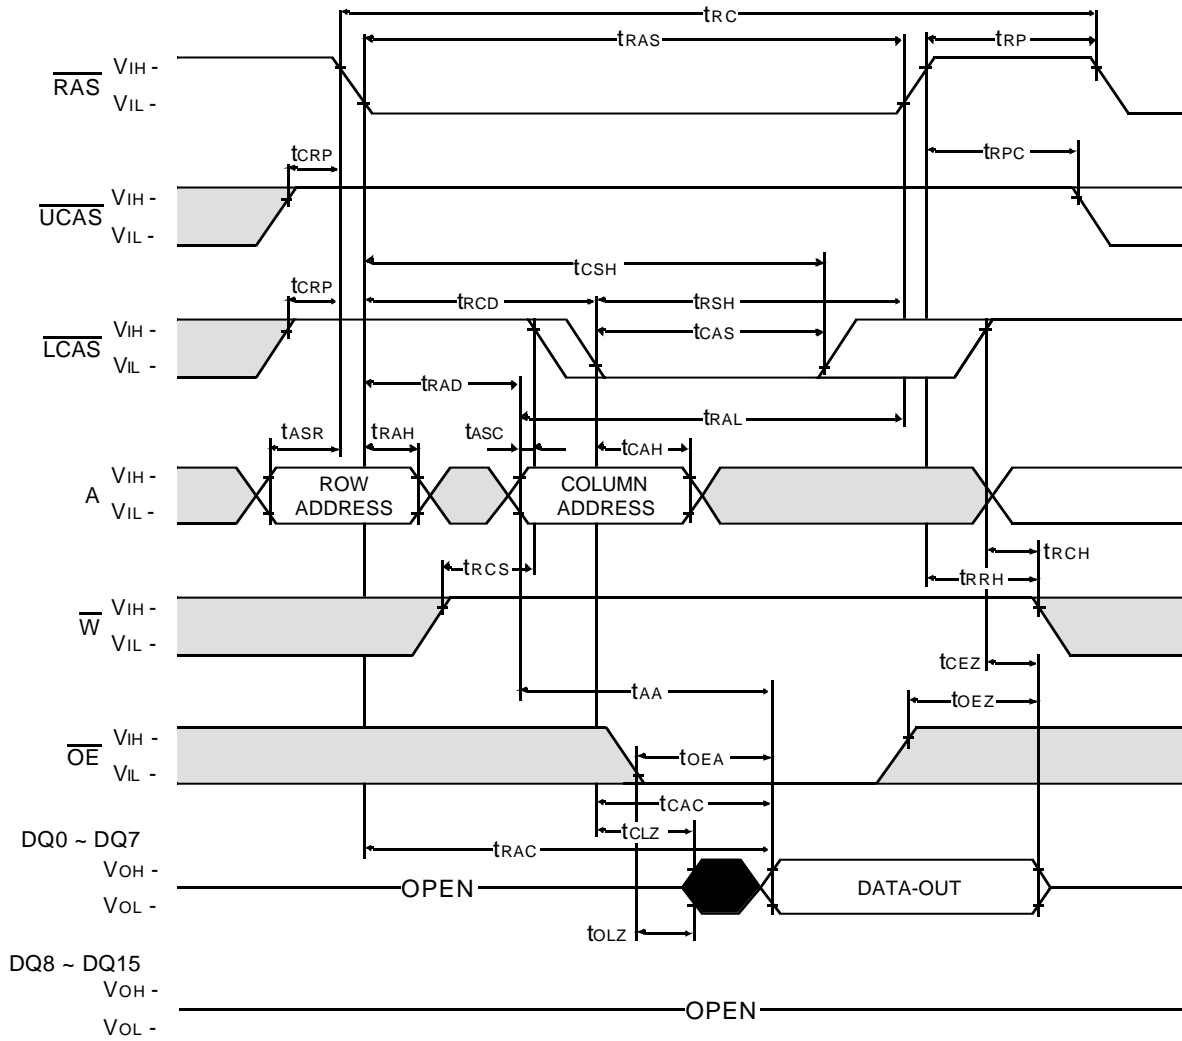 tRC
tRAS
tRP
RAS
VIH -
VIL -
tCRP
tRPC
UCAS
VIH -
VIL -
tCSH
tCRP
tRCD
tRSH
LCAS
VIH -
VIL -
tCAS
tRAD
tRAL
tASR
tRAH
tASC
tCAH
A
VIH -
VIL -
ROW
ADDRESS
COLUMN
ADDRESS
tRCH
tRCS
tRRH
W
VIH -
VIL -
tCEZ
tAA
tOEZ
OE
VIH -
VIL -
tOEA
tCAC
tCLZ
tRAC
DQ0 ~ DQ7
VOH -
VOL -
OPEN
DATA-OUT
tOLZ
DQ8 ~ DQ15
VOH -
VOL -
OPEN